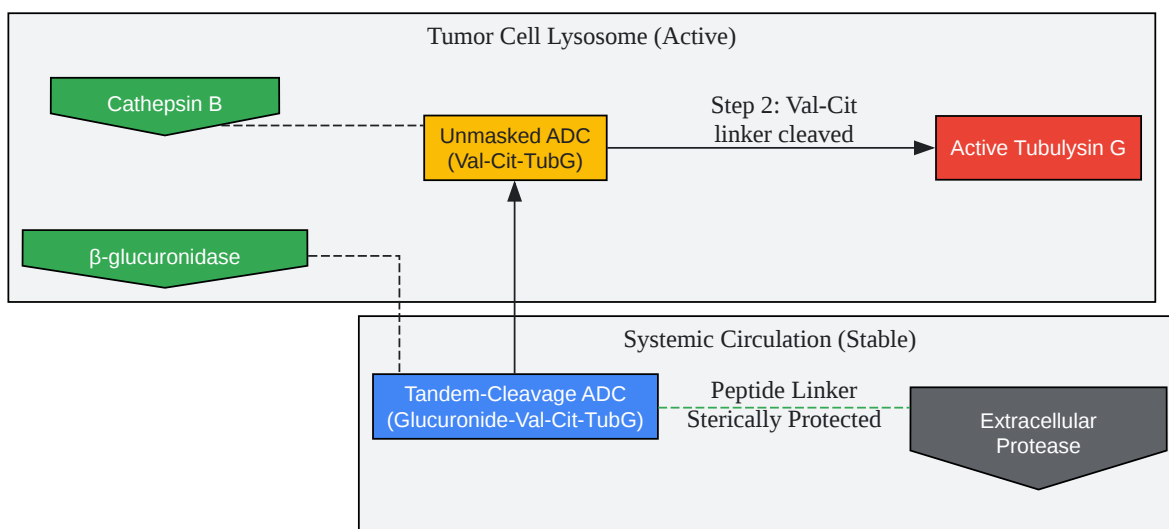 Tumor Cell Lysosome (Active)
Cathepsin B
Unmasked ADC
(Val-Cit-TubG)
Step 2: Val-Cit
linker cleaved
Active Tubulysin G
β-glucuronidase
Systemic Circulation (Stable)
Tandem-Cleavage ADC
(Glucuronide-Val-Cit-TubG)
Peptide Linker
Sterically Protected
Extracellular
Protease